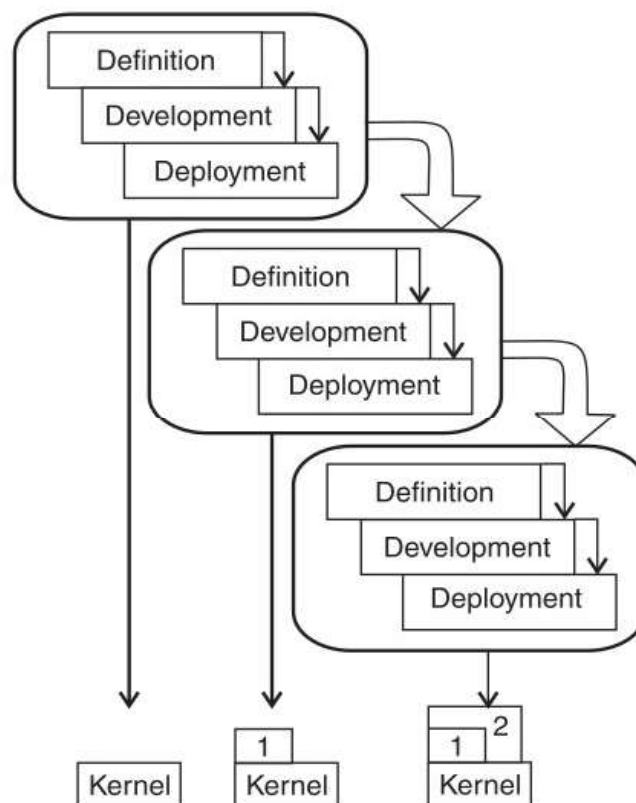 Definition
Development
Deployment
Definition
Development
Deployment
Definition
Development
Deployment
2
1 1
Kernel Kernel Kernel